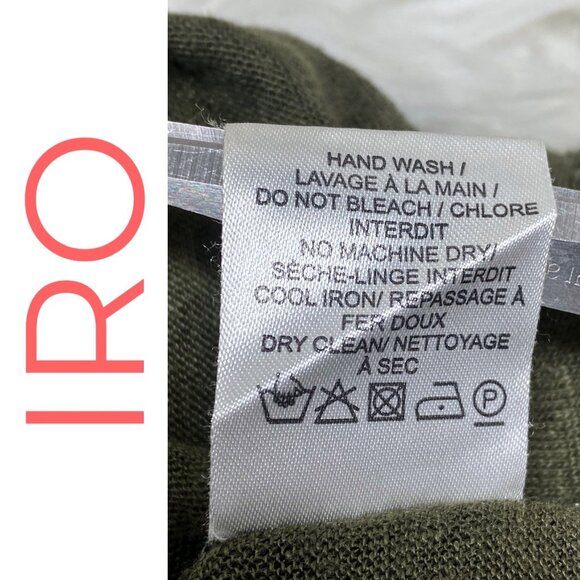 IRO
HAND WASH /
LAVAGE À LA MAIN /
DO NOT BLEACH / CHLORE
INTERDIT
NO MACHINE DRY/
SÈCHE-LINGE INTERDIT
COOL IRON/ REPASSAGE À
FER DOUX
DRY CLEAN/ NETTOYAGE
À SEC
P